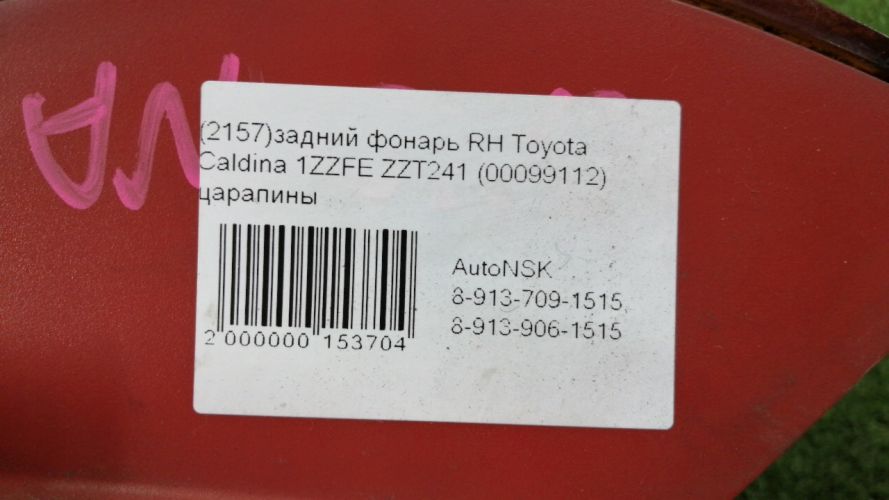 (2157)задний фонарь RH Toyota
Caldina 1ZZFE ZZT241 (00099112)
царапины
AutoNSK
8-913-709-1515
8-913-906-1515
2 000000 153704